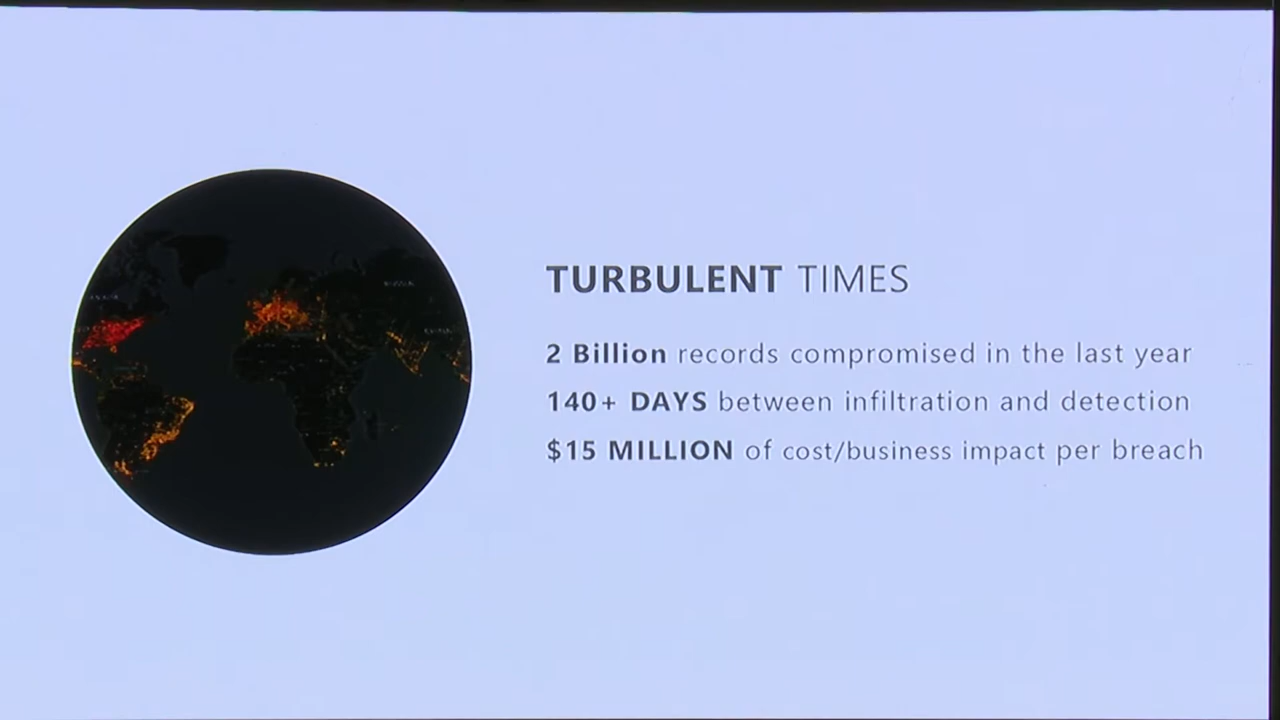 TURBULENT TIMES
2 Billion records compromised in the last year
140+ DAYS between infiltration and detection
$15 MILLION of cost/business impact per breach